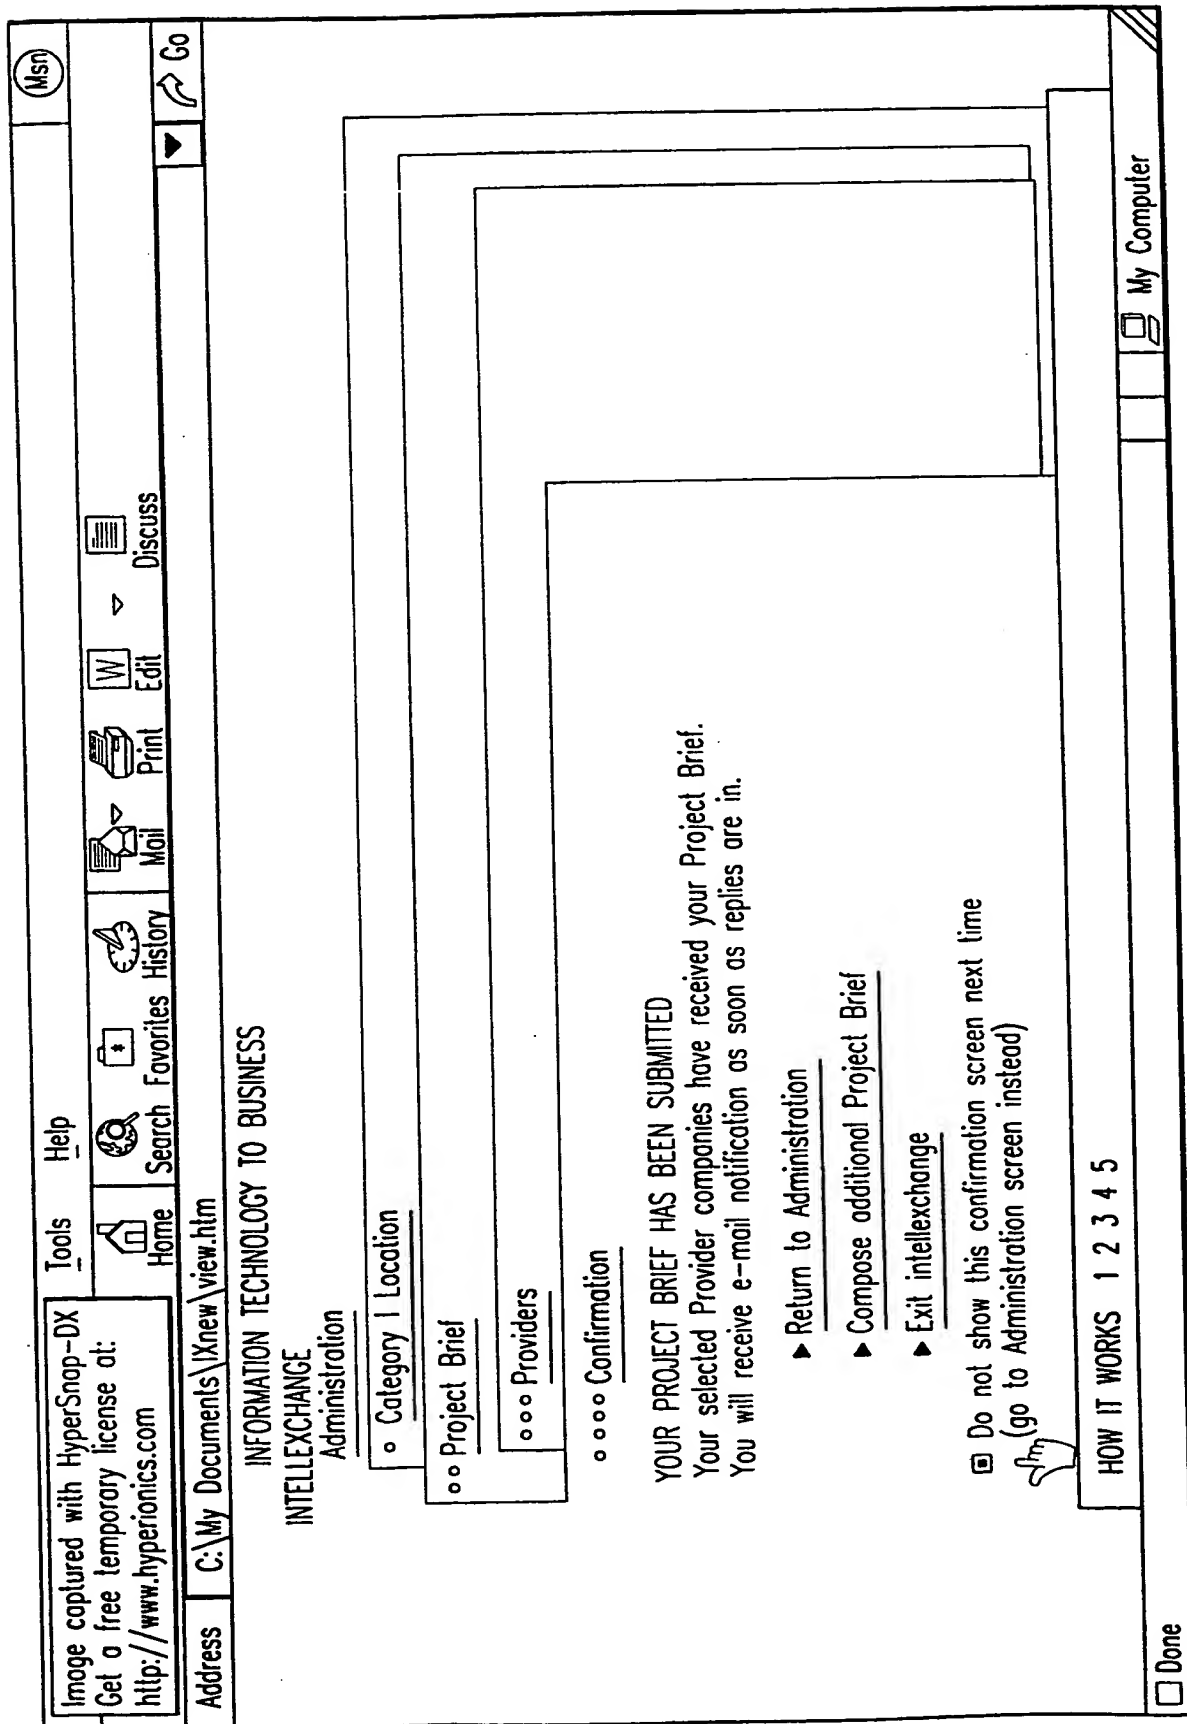 Image captured with HyperSnap-DX
Get a free temporary license at:
http://www.hyperionics.com
Tools Help
Msn
Home Search Favorites History Mail Print Edit Discuss
W
Address C:\My Documents\IXnew\view.htm Go
INFORMATION TECHNOLOGY TO BUSINESS
INTELLEXCHANGE
Administration
Category | Location
Project Brief
Providers
Confirmation
YOUR PROJECT BRIEF HAS BEEN SUBMITTED
Your selected Provider companies have received your Project Brief.
You will receive e-mail notification as soon as replies are in.
Return to Administration
Compose additional Project Brief
Exit intellexchange
Do not show this confirmation screen next time
(go to Administration screen instead)
HOW IT WORKS 1 2 3 4 5
Done My Computer